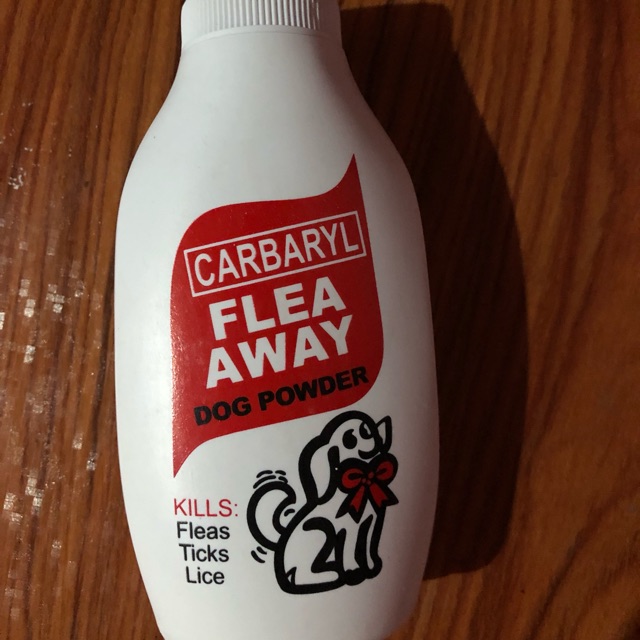 CARBARYL
FLEA
AWAY
DOG POWDER
KILLS:
Fleas
Ticks
Lice